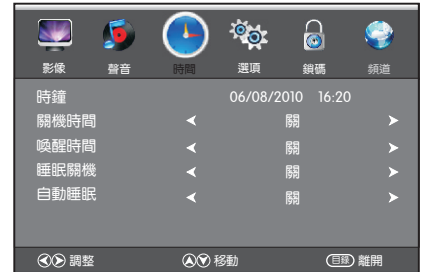 影像 聲音 時間 選項 鎖碼 頻道
時鐘 06/08/2010 16:20
關機時間 關
喚醒時間 關
睡眠關機 關
自動睡眠 關
調整 移動 目錄 離開